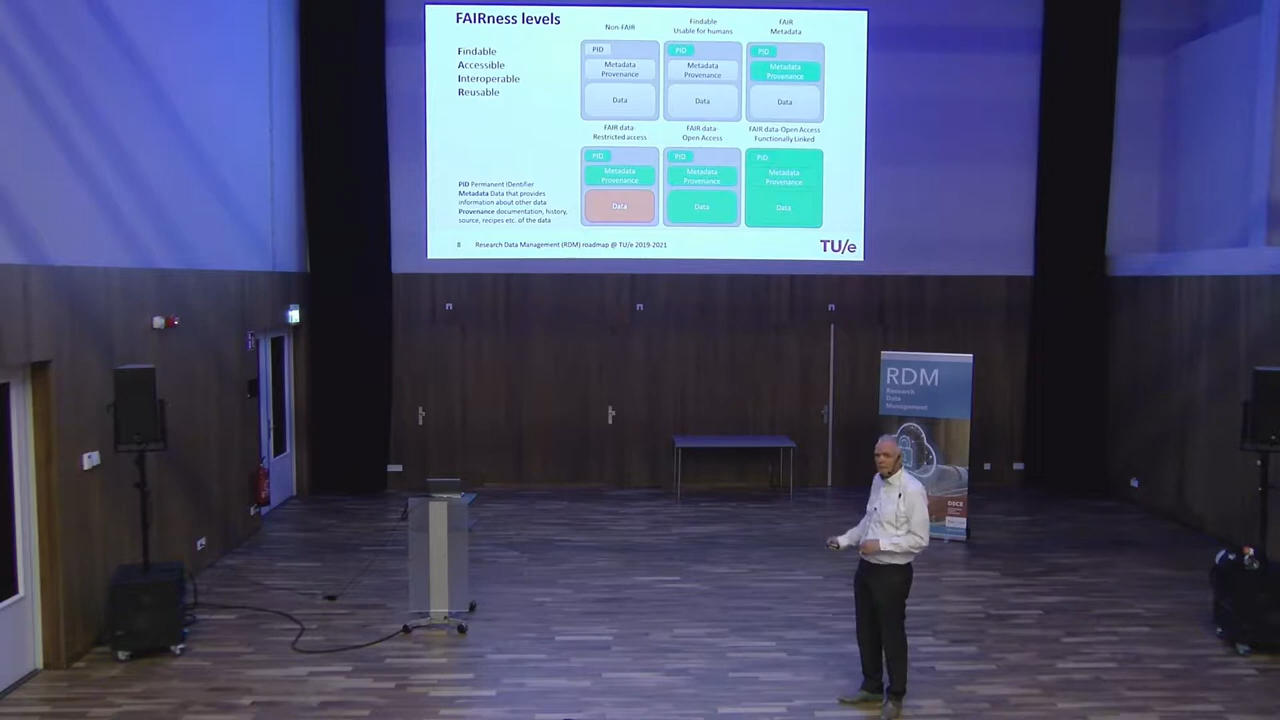 FAIRness levels
Findable
Accessible
Interoperable
Reusable
PID Permanent IDentifier
Metadata Data that provides
information about other data
Provenance documentation, history,
source, recipes etc. of the data
Non-FAIR
PID
Metadata
Provenance
Data
Findable
Usable for humans
PID
Metadata
Provenance
Data
FAIR
Metadata
PID
Metadata
Provenance
Data
FAIR data-
Restricted access
PID
Metadata
Provenance
Data
FAIR data-
Open Access
PID
Metadata
Provenance
Data
FAIR data-Open Access
Functionally Linked
PID
Metadata
Provenance
Data
8 Research Data Management (RDM) roadmap @ TU/e 2019-2021
TU/e
RDM
Research
Data
Management